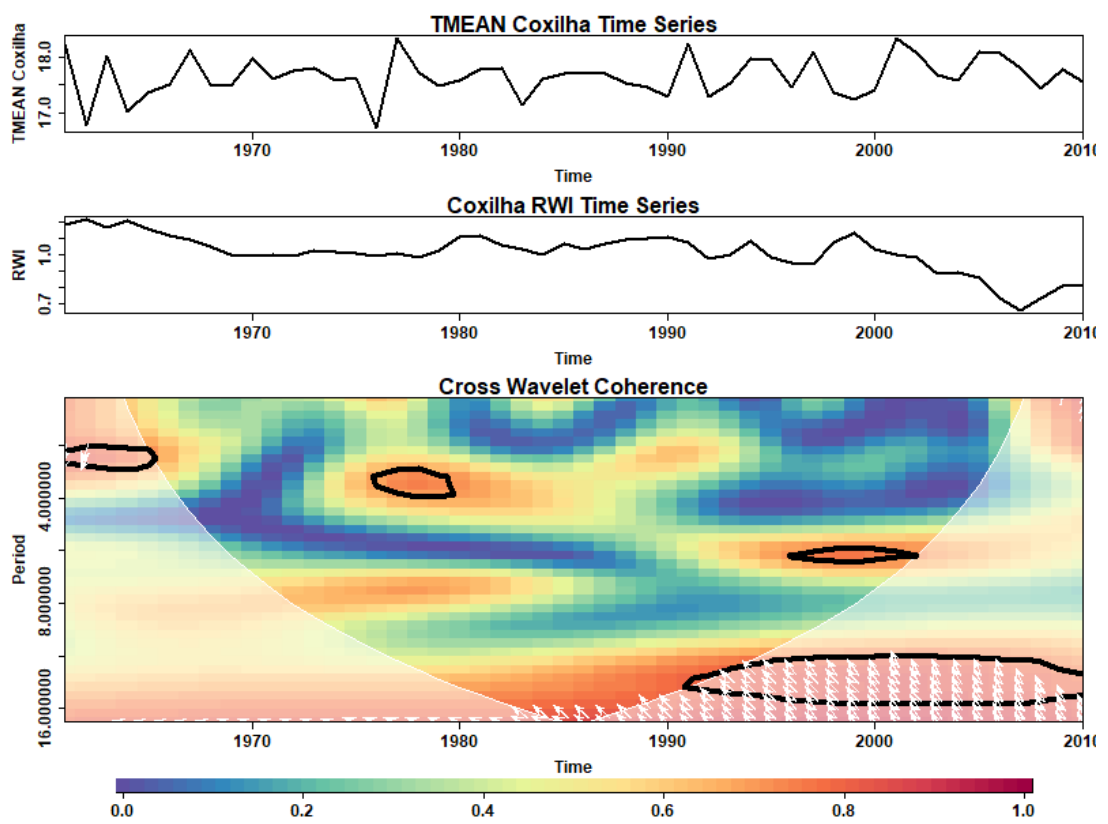 TMEAN Coxilha Time Series
TMEAN Coxilha
18.0
17.0
1970 1980 1990 2000 2010
Time
Coxilha RWI Time Series
RWI
1.0
0.7
1970 1980 1990 2000 2010
Time
Cross Wavelet Coherence
Period
4.000000
8.000000
16.000000
1970 1980 1990 2000 2010
Time
0.0 0.2 0.4 0.6 0.8 1.0